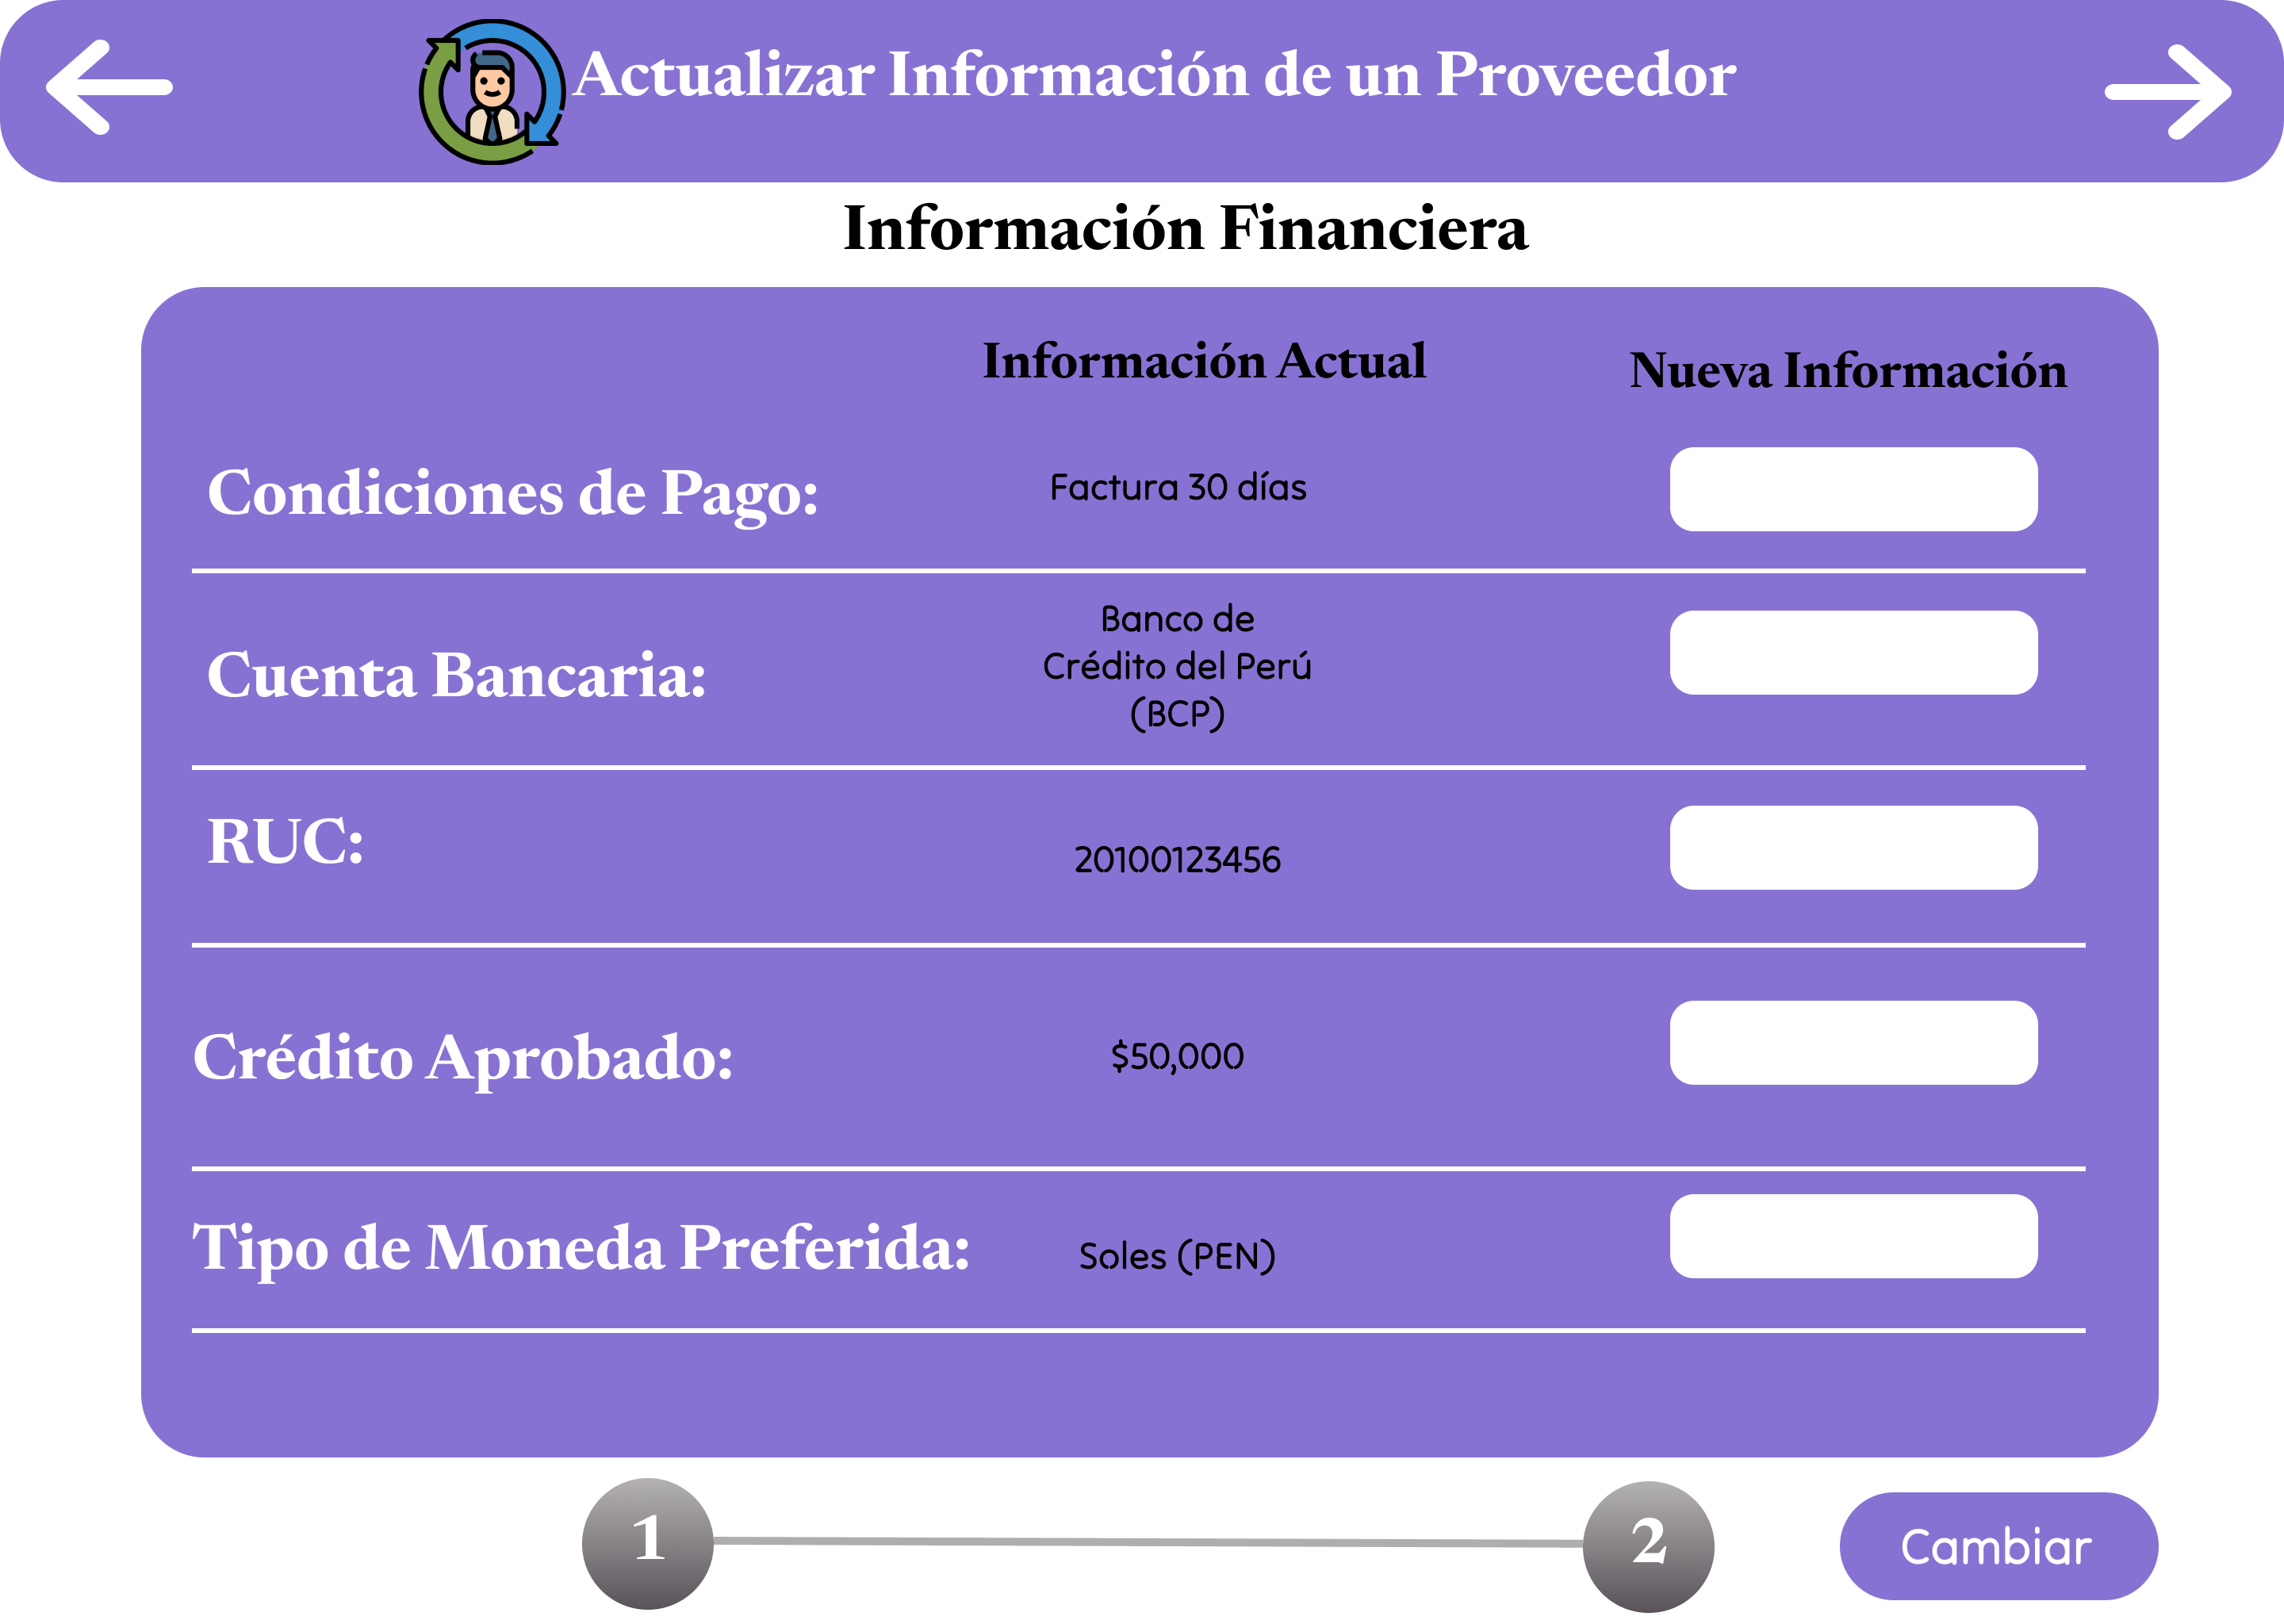 Actualizar Información de un Proveedor
Información Financiera
Información Actual
Nueva Información
Condiciones de Pago:
Factura 30 días
Cuenta Bancaria:
Banco de
Crédito del Perú
(BCP)
RUC:
20100123456
Crédito Aprobado:
$50,000
Tipo de Moneda Preferida:
Soles (PEN)
1
2
Cambiar